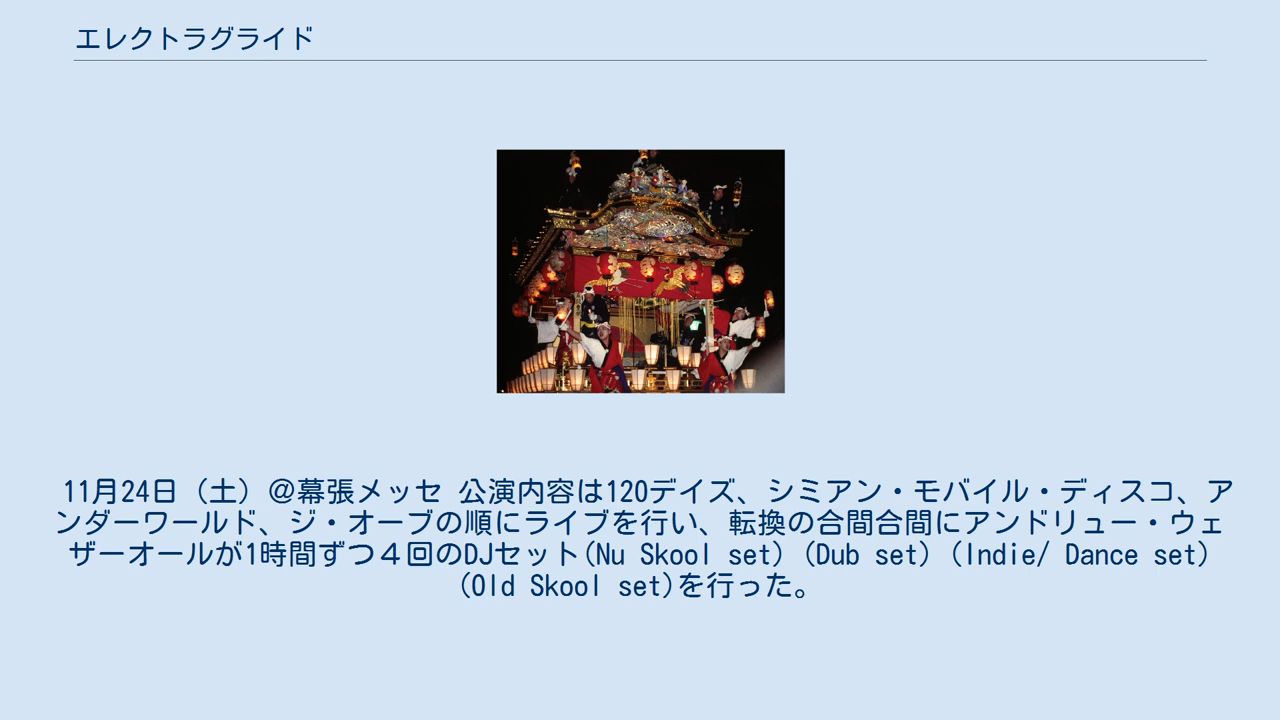 エレクトラグライド
11月24日（土）＠幕張メッセ 公演内容は120デイズ、シミアン・モバイル・ディスコ、ア
ンダーワールド、ジ・オーブの順にライブを行い、転換の合間合間にアンドリュー・ウェ
ザーオールが1時間ずつ４回のDJセット(Nu Skool set) (Dub set) (Indie/ Dance set)
(Old Skool set)を行った。